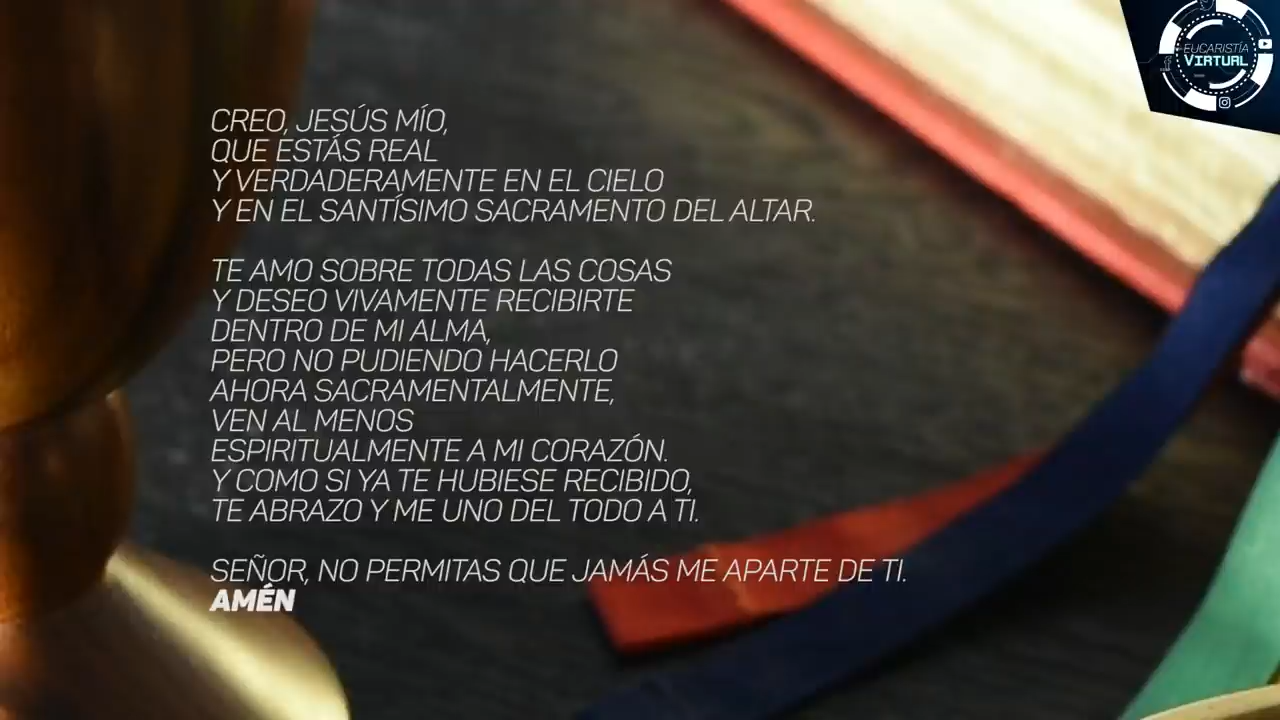 EUCARISTÍA
VIRTUAL
CREO, JESÚS MÍO,
QUE ESTÁS REAL
Y VERDADERAMENTE EN EL CIELO
Y EN EL SANTÍSIMO SACRAMENTO DEL ALTAR.
TE AMO SOBRE TODAS LAS COSAS
Y DESEO VIVAMENTE RECIBIRTE
DENTRO DE MI ALMA,
PERO NO PUDIENDO HACERLO
AHORA SACRAMENTALMENTE,
VEN AL MENOS
ESPIRITUALMENTE A MI CORAZÓN.
Y COMO SI YA TE HUBIESE RECIBIDO,
TE ABRAZO Y ME UNO DEL TODO A TI.
SEÑOR, NO PERMITAS QUE JAMÁS ME APARTE DE TI.
AMÉN